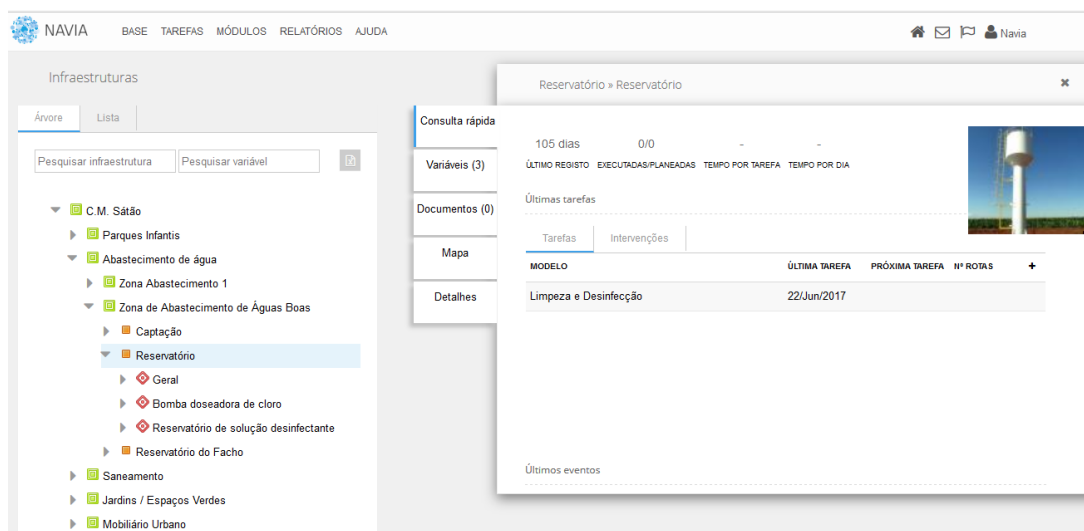 NAVIA BASE TAREFAS MÓDULOS RELATÓRIOS AJUDA Navia
Infraestruturas
Árvore Lista
Pesquisar infraestrutura Pesquisar variável
C.M. Sátão
Parques Infantis
Abastecimento de água
Zona Abastecimento 1
Zona de Abastecimento de Águas Boas
Captação
Reservatório
Geral
Bomba doseadora de cloro
Reservatório de solução desinfectante
Reservatório do Facho
Saneamento
Jardins / Espaços Verdes
Mobiliário Urbano
Consulta rápida
Variáveis (3)
Documentos (0)
Mapa
Detalhes
Reservatório » Reservatório
105 dias 0/0 - -
ÚLTIMO REGISTO EXECUTADAS/PLANEADAS TEMPO POR TAREFA TEMPO POR DIA
Últimas tarefas
Tarefas Intervenções
MODELO ÚLTIMA TAREFA PRÓXIMA TAREFA Nº ROTAS +
Limpeza e Desinfecção 22/Jun/2017
Últimos eventos